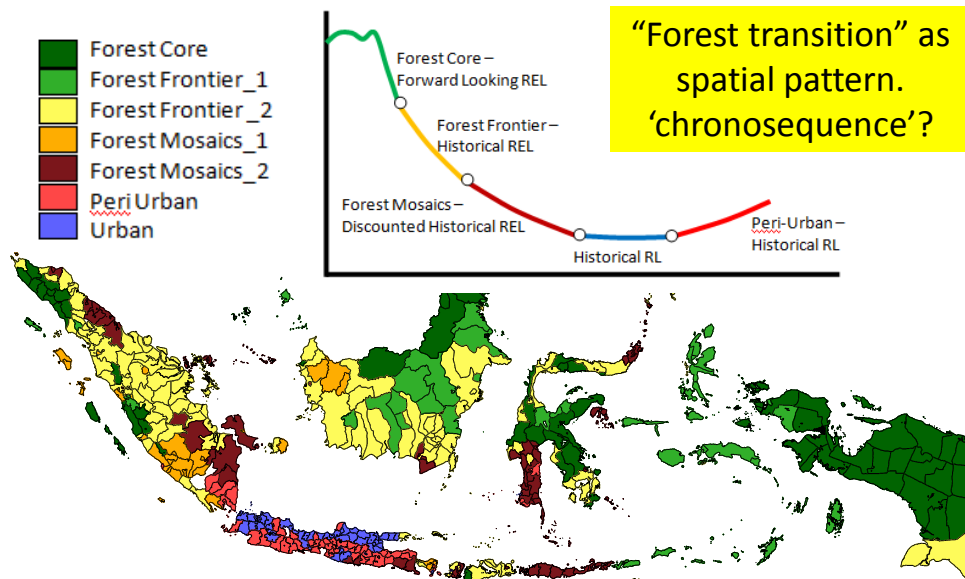 Forest Core
Forest Frontier_1
Forest Frontier_2
Forest Mosaics_1
Forest Mosaics_2
Peri Urban
Urban
Forest Core –
Forward Looking REL
Forest Frontier –
Historical REL
Forest Mosaics –
Discounted Historical REL
Historical RL
Peri-Urban –
Historical RL
“Forest transition” as
spatial pattern.
‘chronosequence’?